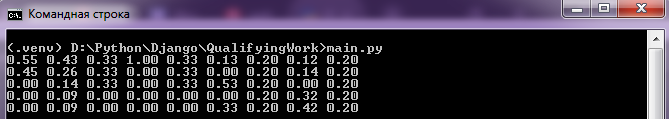 Командная строка
(.venv) D:\Python\Django\QualifyingWork>main.py
0.55 0.43 0.33 1.00 0.33 0.13 0.20 0.12 0.20
0.45 0.26 0.33 0.00 0.33 0.00 0.20 0.14 0.20
0.00 0.14 0.33 0.00 0.33 0.53 0.20 0.00 0.20
0.00 0.09 0.00 0.00 0.00 0.00 0.20 0.32 0.20
0.00 0.09 0.00 0.00 0.00 0.33 0.20 0.42 0.20